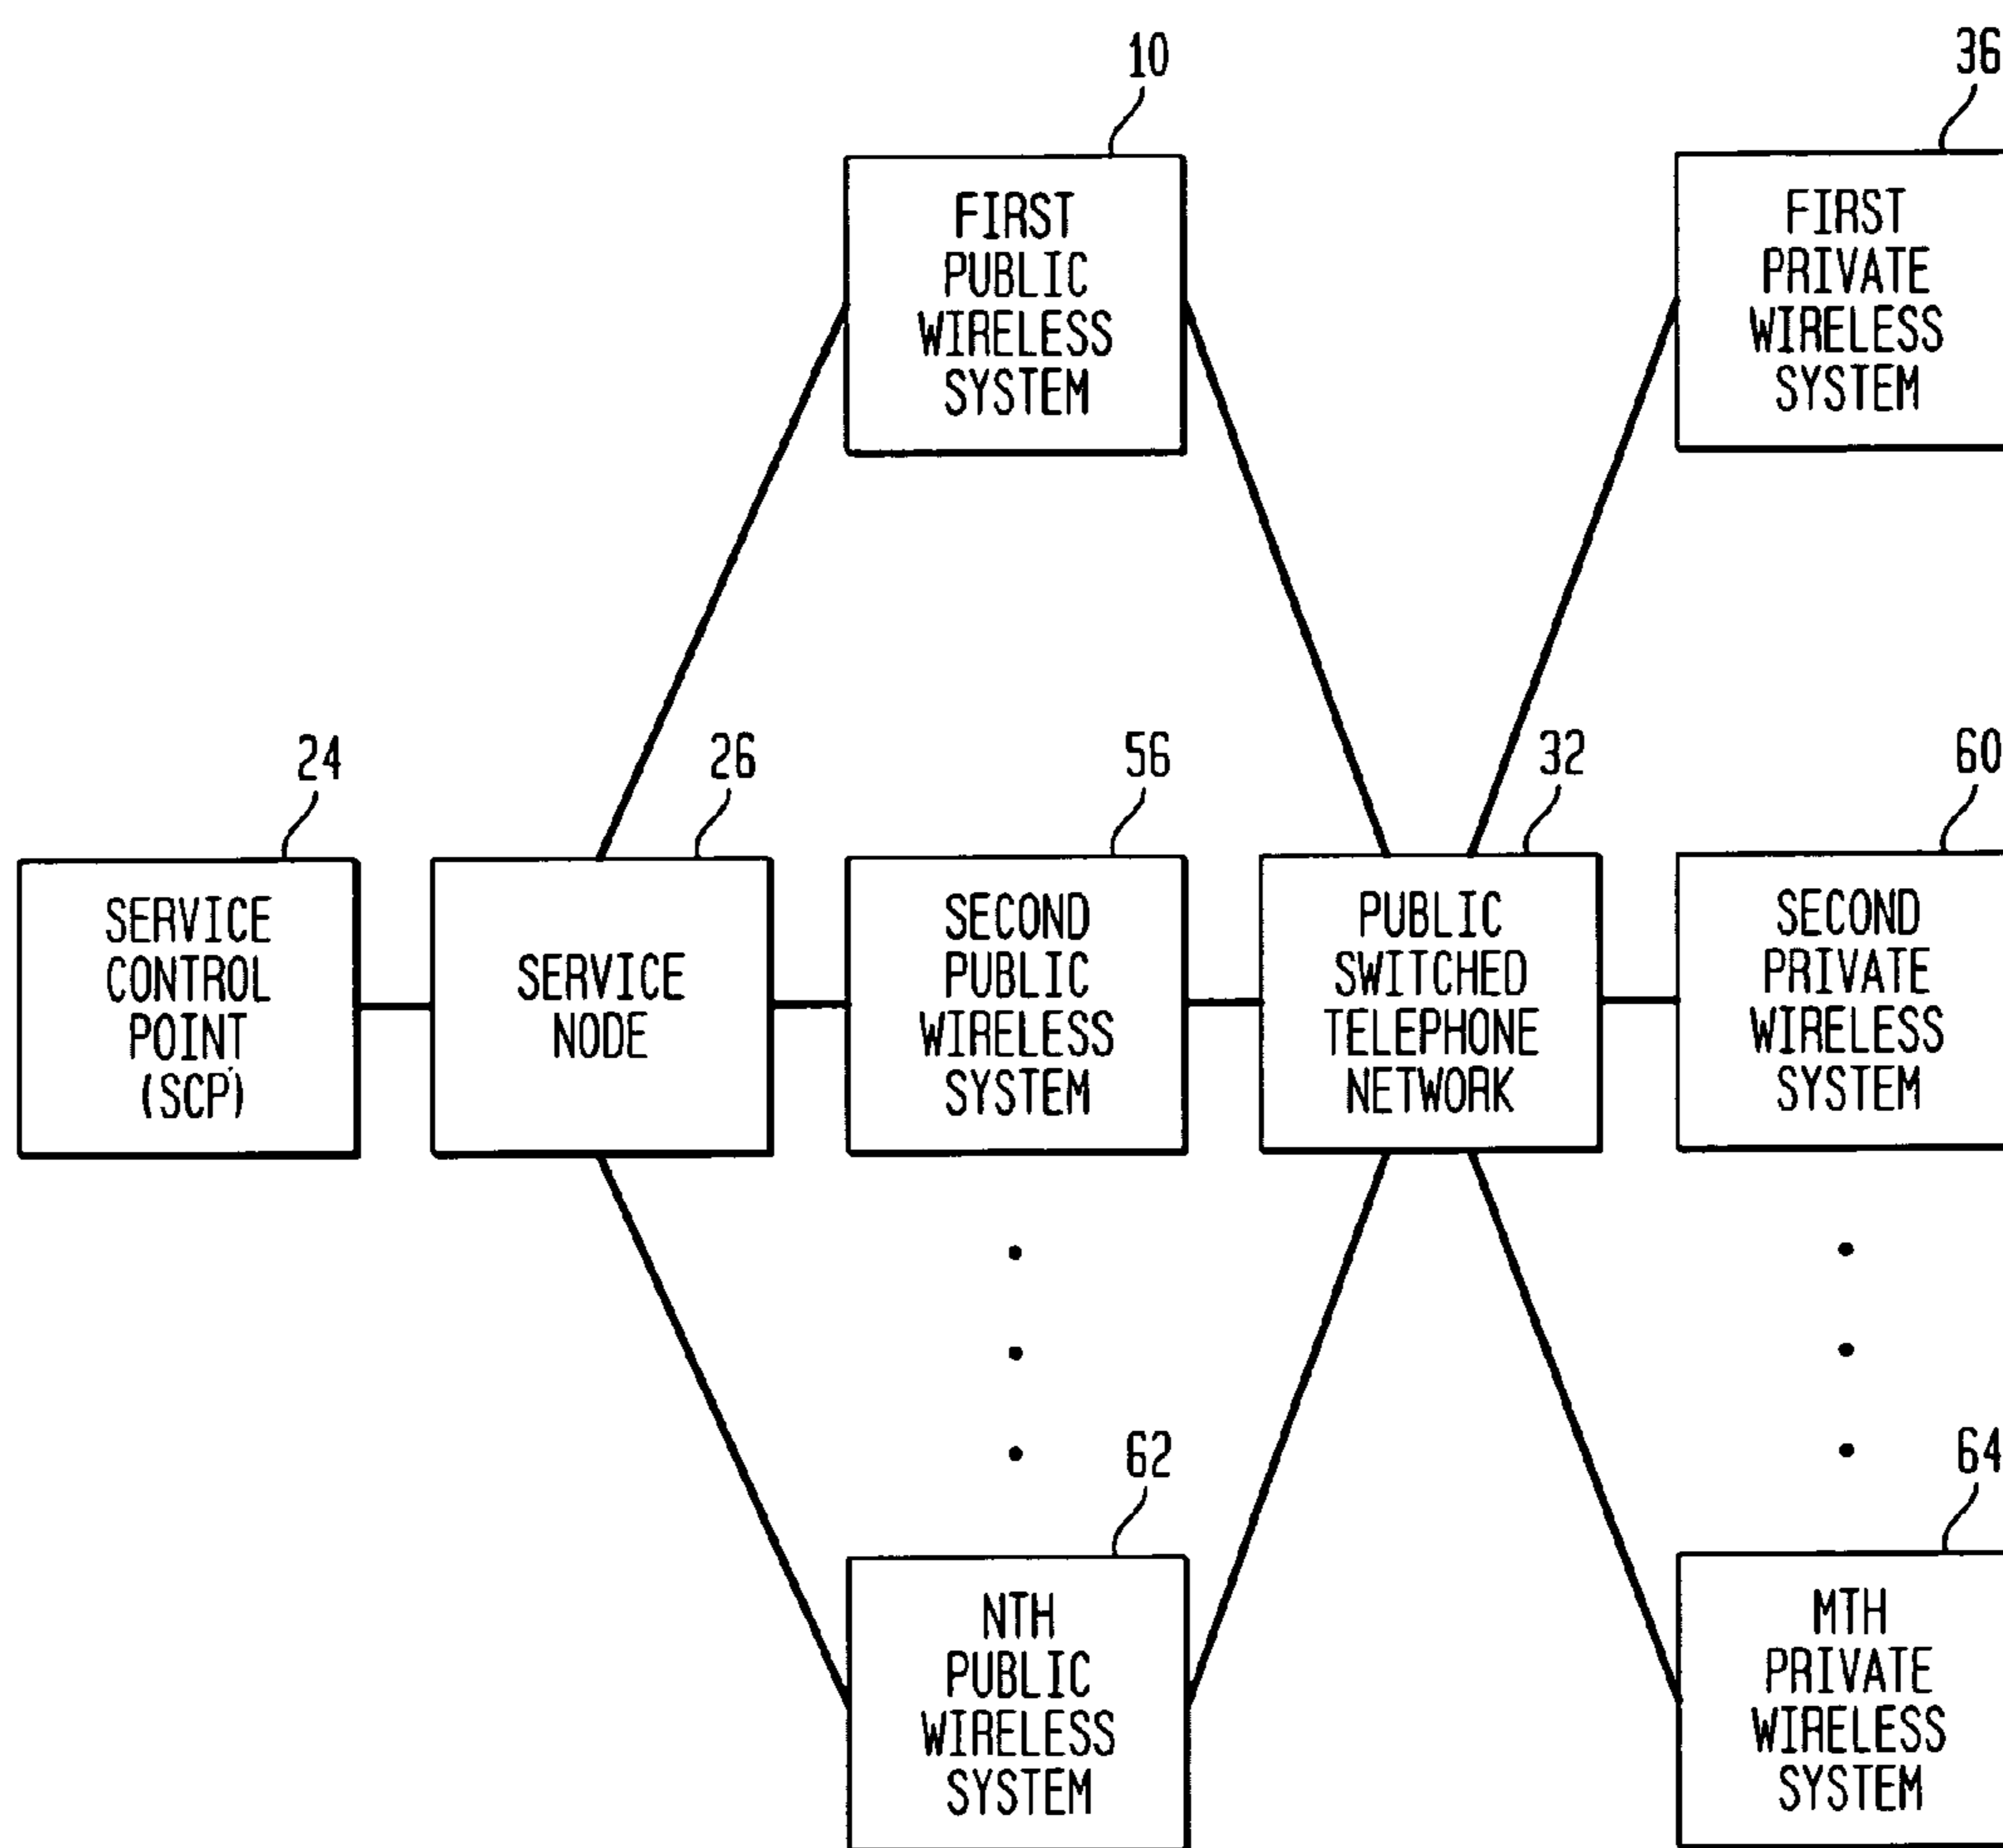 10
36
FIRST
PUBLIC
WIRELESS
SYSTEM
FIRST
PRIVATE
WIRELESS
SYSTEM
24
26
56
32
60
SERVICE
CONTROL
POINT
(SCP)
SERVICE
NODE
SECOND
PUBLIC
WIRELESS
SYSTEM
PUBLIC
SWITCHED
TELEPHONE
NETWORK
SECOND
PRIVATE
WIRELESS
SYSTEM
62
64
NTH
PUBLIC
WIRELESS
SYSTEM
MTH
PRIVATE
WIRELESS
SYSTEM